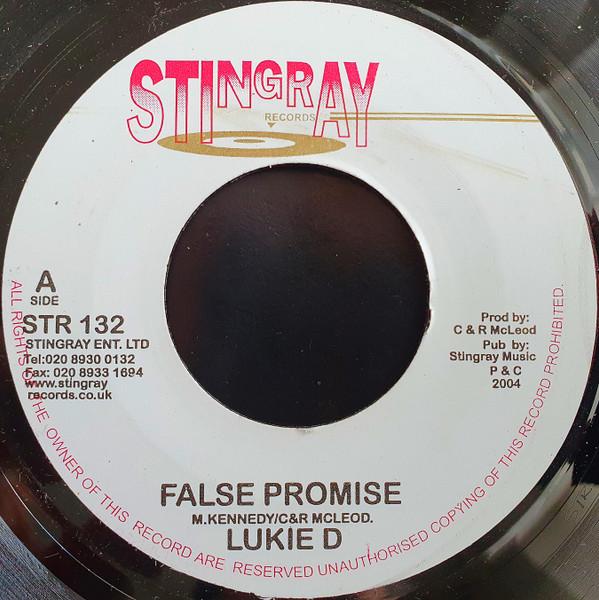 STINGRAY
RECORDS
A
SIDE
STR 132
STINGRAY ENT. LTD
Tel:020 8930 0132
Fax: 020 8933 1694
www.stingray
records.co.uk
Prod by:
C & R McLeod
Pub by:
Stingray Music
P & C
2004
FALSE PROMISE
M.KENNEDY/C&R MCLEOD.
LUKIE D
ALL RIGHTS OF THE OWNER OF THIS RECORD ARE RESERVED UNAUTHORISED COPYING OF THIS RECORD PROHIBITED.